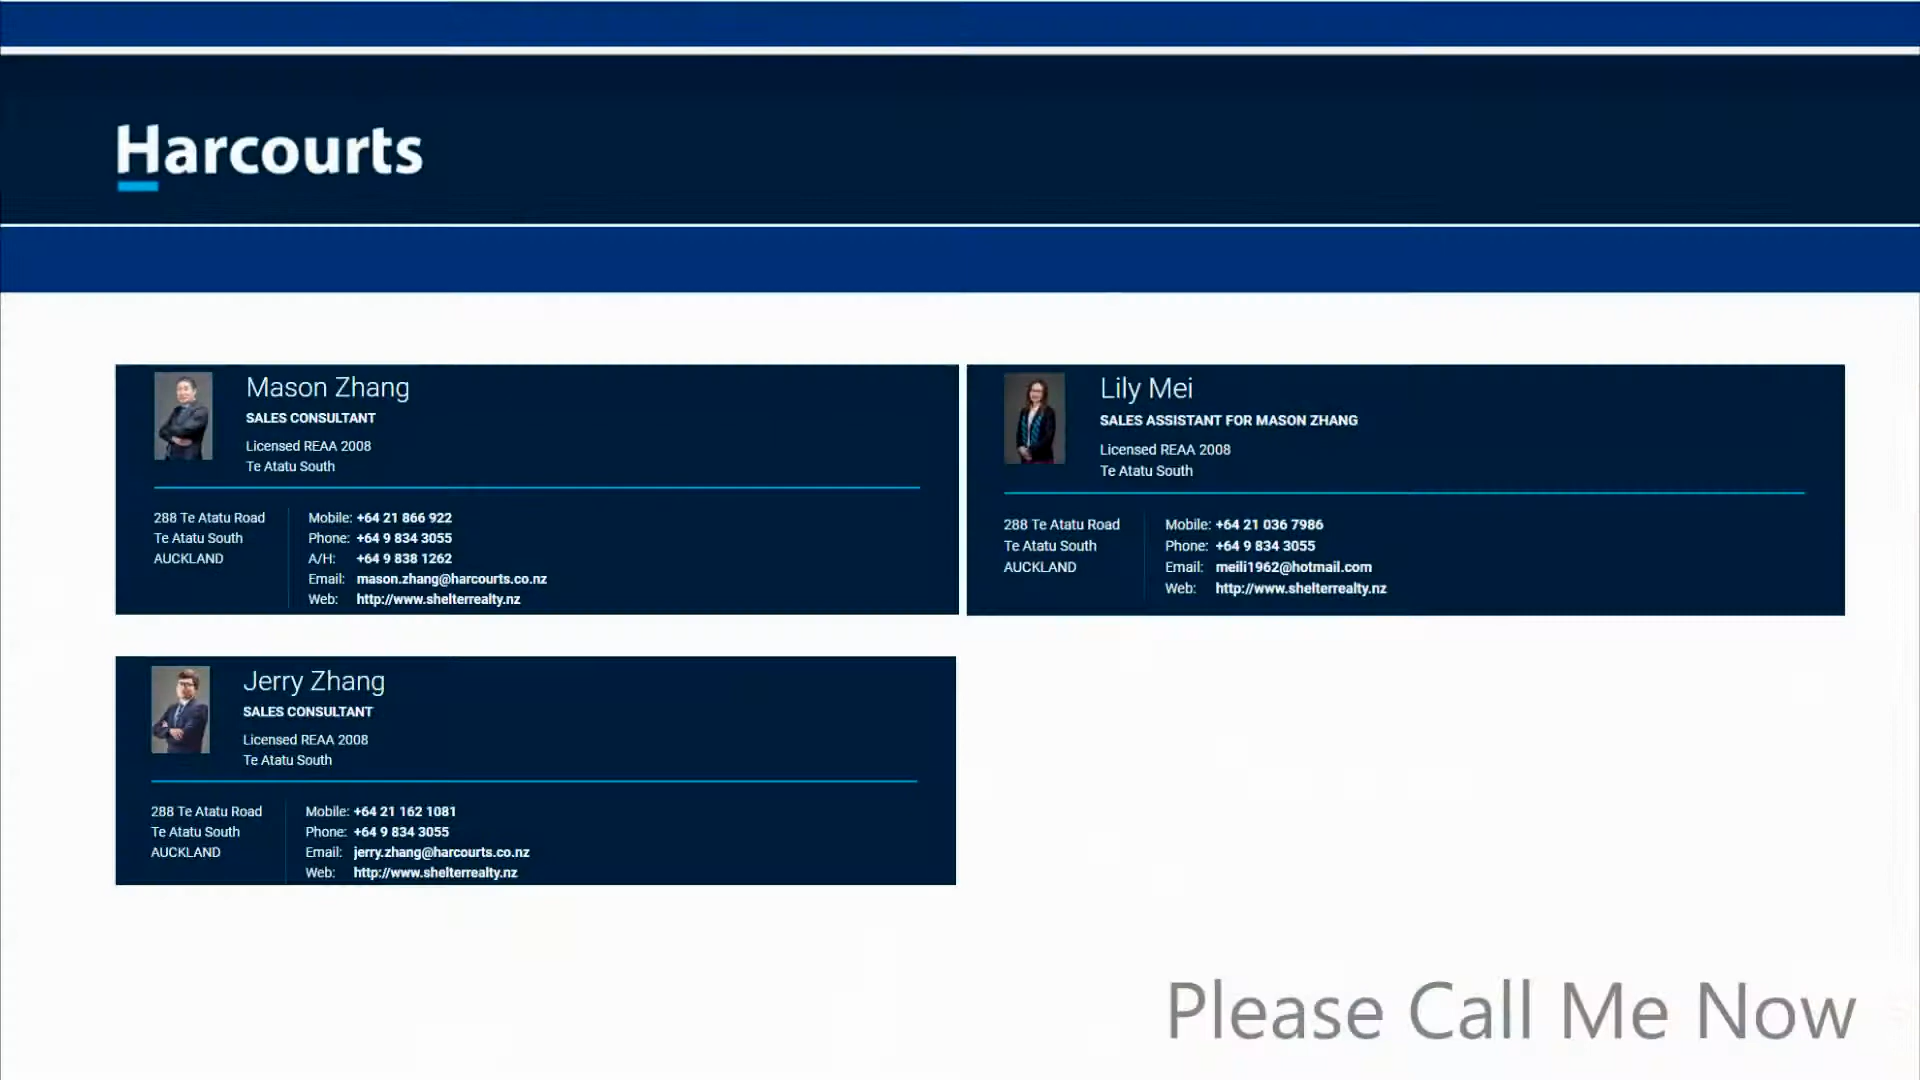 Harcourts
Mason Zhang
SALES CONSULTANT
Licensed REAA 2008
Te Atatu South
288 Te Atatu Road
Te Atatu South
AUCKLAND
Mobile: +64 21 866 922
Phone: +64 9 834 3055
A/H: +64 9 838 1262
Email: mason.zhang@harcourts.co.nz
Web: http://www.shelterrealty.nz
Lily Mei
SALES ASSISTANT FOR MASON ZHANG
Licensed REAA 2008
Te Atatu South
288 Te Atatu Road
Te Atatu South
AUCKLAND
Mobile: +64 21 036 7986
Phone: +64 9 834 3055
Email: meili1962@hotmail.com
Web: http://www.shelterrealty.nz
Jerry Zhang
SALES CONSULTANT
Licensed REAA 2008
Te Atatu South
288 Te Atatu Road
Te Atatu South
AUCKLAND
Mobile: +64 21 162 1081
Phone: +64 9 834 3055
Email: jerry.zhang@harcourts.co.nz
Web: http://www.shelterrealty.nz
Please Call Me Now